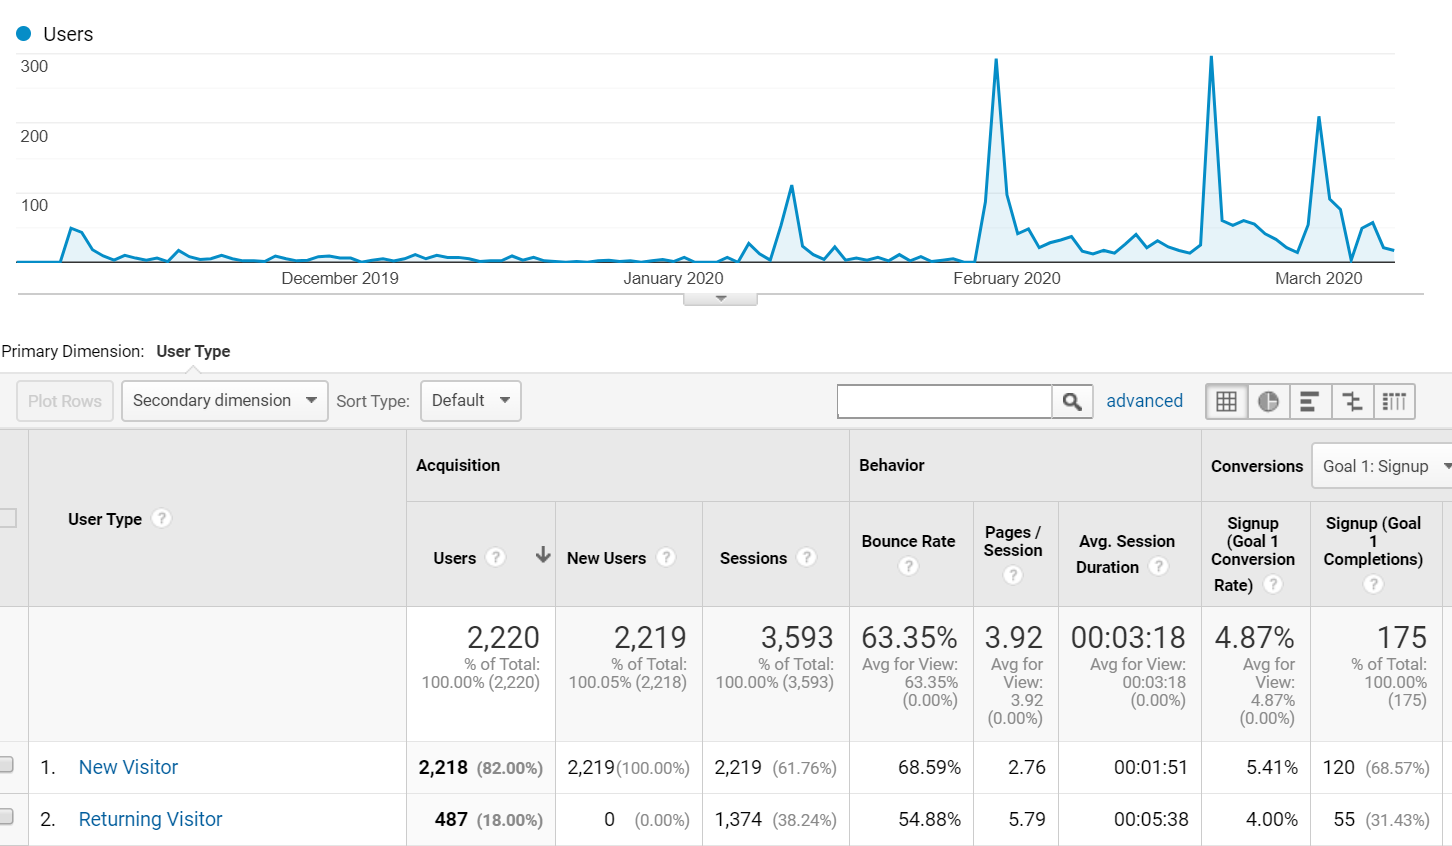 Users
300
200
100
December 2019 January 2020 February 2020 March 2020
Primary Dimension: User Type
Plot Rows Secondary dimension Sort Type: Default advanced
Acquisition Behavior Conversions Goal 1: Signup
User Type ? Users ? New Users ? Sessions ? Bounce Rate ? Pages / Session ? Avg. Session Duration ? Signup (Goal 1 Conversion Rate) ? Signup (Goal 1 Completions) ?
2,220 2,219 3,593 63.35% 3.92 00:03:18 4.87% 175
% of Total: 100.00% (2,220) % of Total: 100.05% (2,218) % of Total: 100.00% (3,593) Avg for View: 63.35% (0.00%) Avg for View: 3.92 (0.00%) Avg for View: 00:03:18 (0.00%) Avg for View: 4.87% (0.00%) % of Total: 100.00% (175)
1. New Visitor 2,218 (82.00%) 2,219 (100.00%) 2,219 (61.76%) 68.59% 2.76 00:01:51 5.41% 120 (68.57%)
2. Returning Visitor 487 (18.00%) 0 (0.00%) 1,374 (38.24%) 54.88% 5.79 00:05:38 4.00% 55 (31.43%)